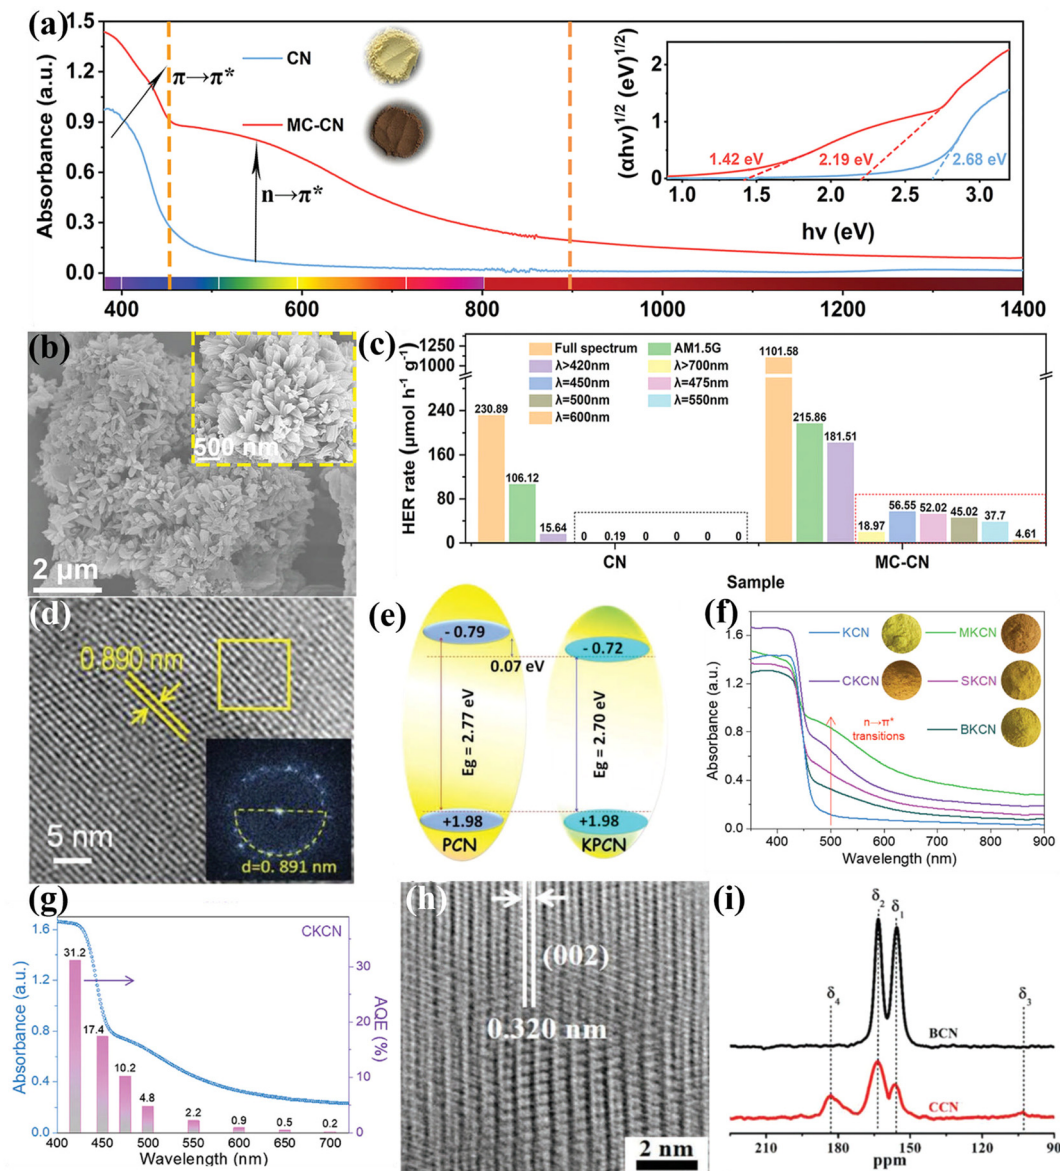 (a)
Absorbance (a.u.)
1.5
1.2
0.9
0.6
0.3
0.0
π→π*
n→π*
CN
MC-CN
400
600
800
1000
1200
1400
(αhv)1/2 (eV)1/2
2
1
0
1.42 eV
2.19 eV
2.68 eV
1.0
1.5
2.0
2.5
3.0
hv (eV)
(b)
500 nm
2 μm
(c)
HER rate (μmol h⁻¹ g⁻¹)
1250
1000
240
160
80
0
Full spectrum
AM1.5G
λ>420nm
λ>700nm
λ=450nm
λ=475nm
λ=500nm
λ=550nm
λ=600nm
230.89
106.12
15.64
0
0.19
0
0
0
0
1101.58
215.86
181.51
18.97
56.55
52.02
45.02
37.7
4.61
CN
MC-CN
Sample
(d)
0.890 nm
5 nm
d=0. 891 nm
(e)
- 0.79
- 0.72
0.07 eV
Eg = 2.77 eV
Eg = 2.70 eV
+1.98
+1.98
PCN
KPCN
(f)
Absorbance (a.u.)
1.6
1.2
0.8
0.4
0.0
KCN
MKCN
CKCN
SKCN
BKCN
n→π*
transitions
400
500
600
700
800
900
Wavelength (nm)
(g)
CKCN
Absorbance (a.u.)
1.6
1.2
0.8
0.4
0.0
31.2
17.4
10.2
4.8
2.2
0.9
0.5
0.2
30
20
10
0
AQE (%)
400
450
500
550
600
650
700
Wavelength (nm)
(h)
(002)
0.320 nm
2 nm
(i)
δ2
δ1
δ4
δ3
BCN
CCN
210
180
150
120
90
ppm